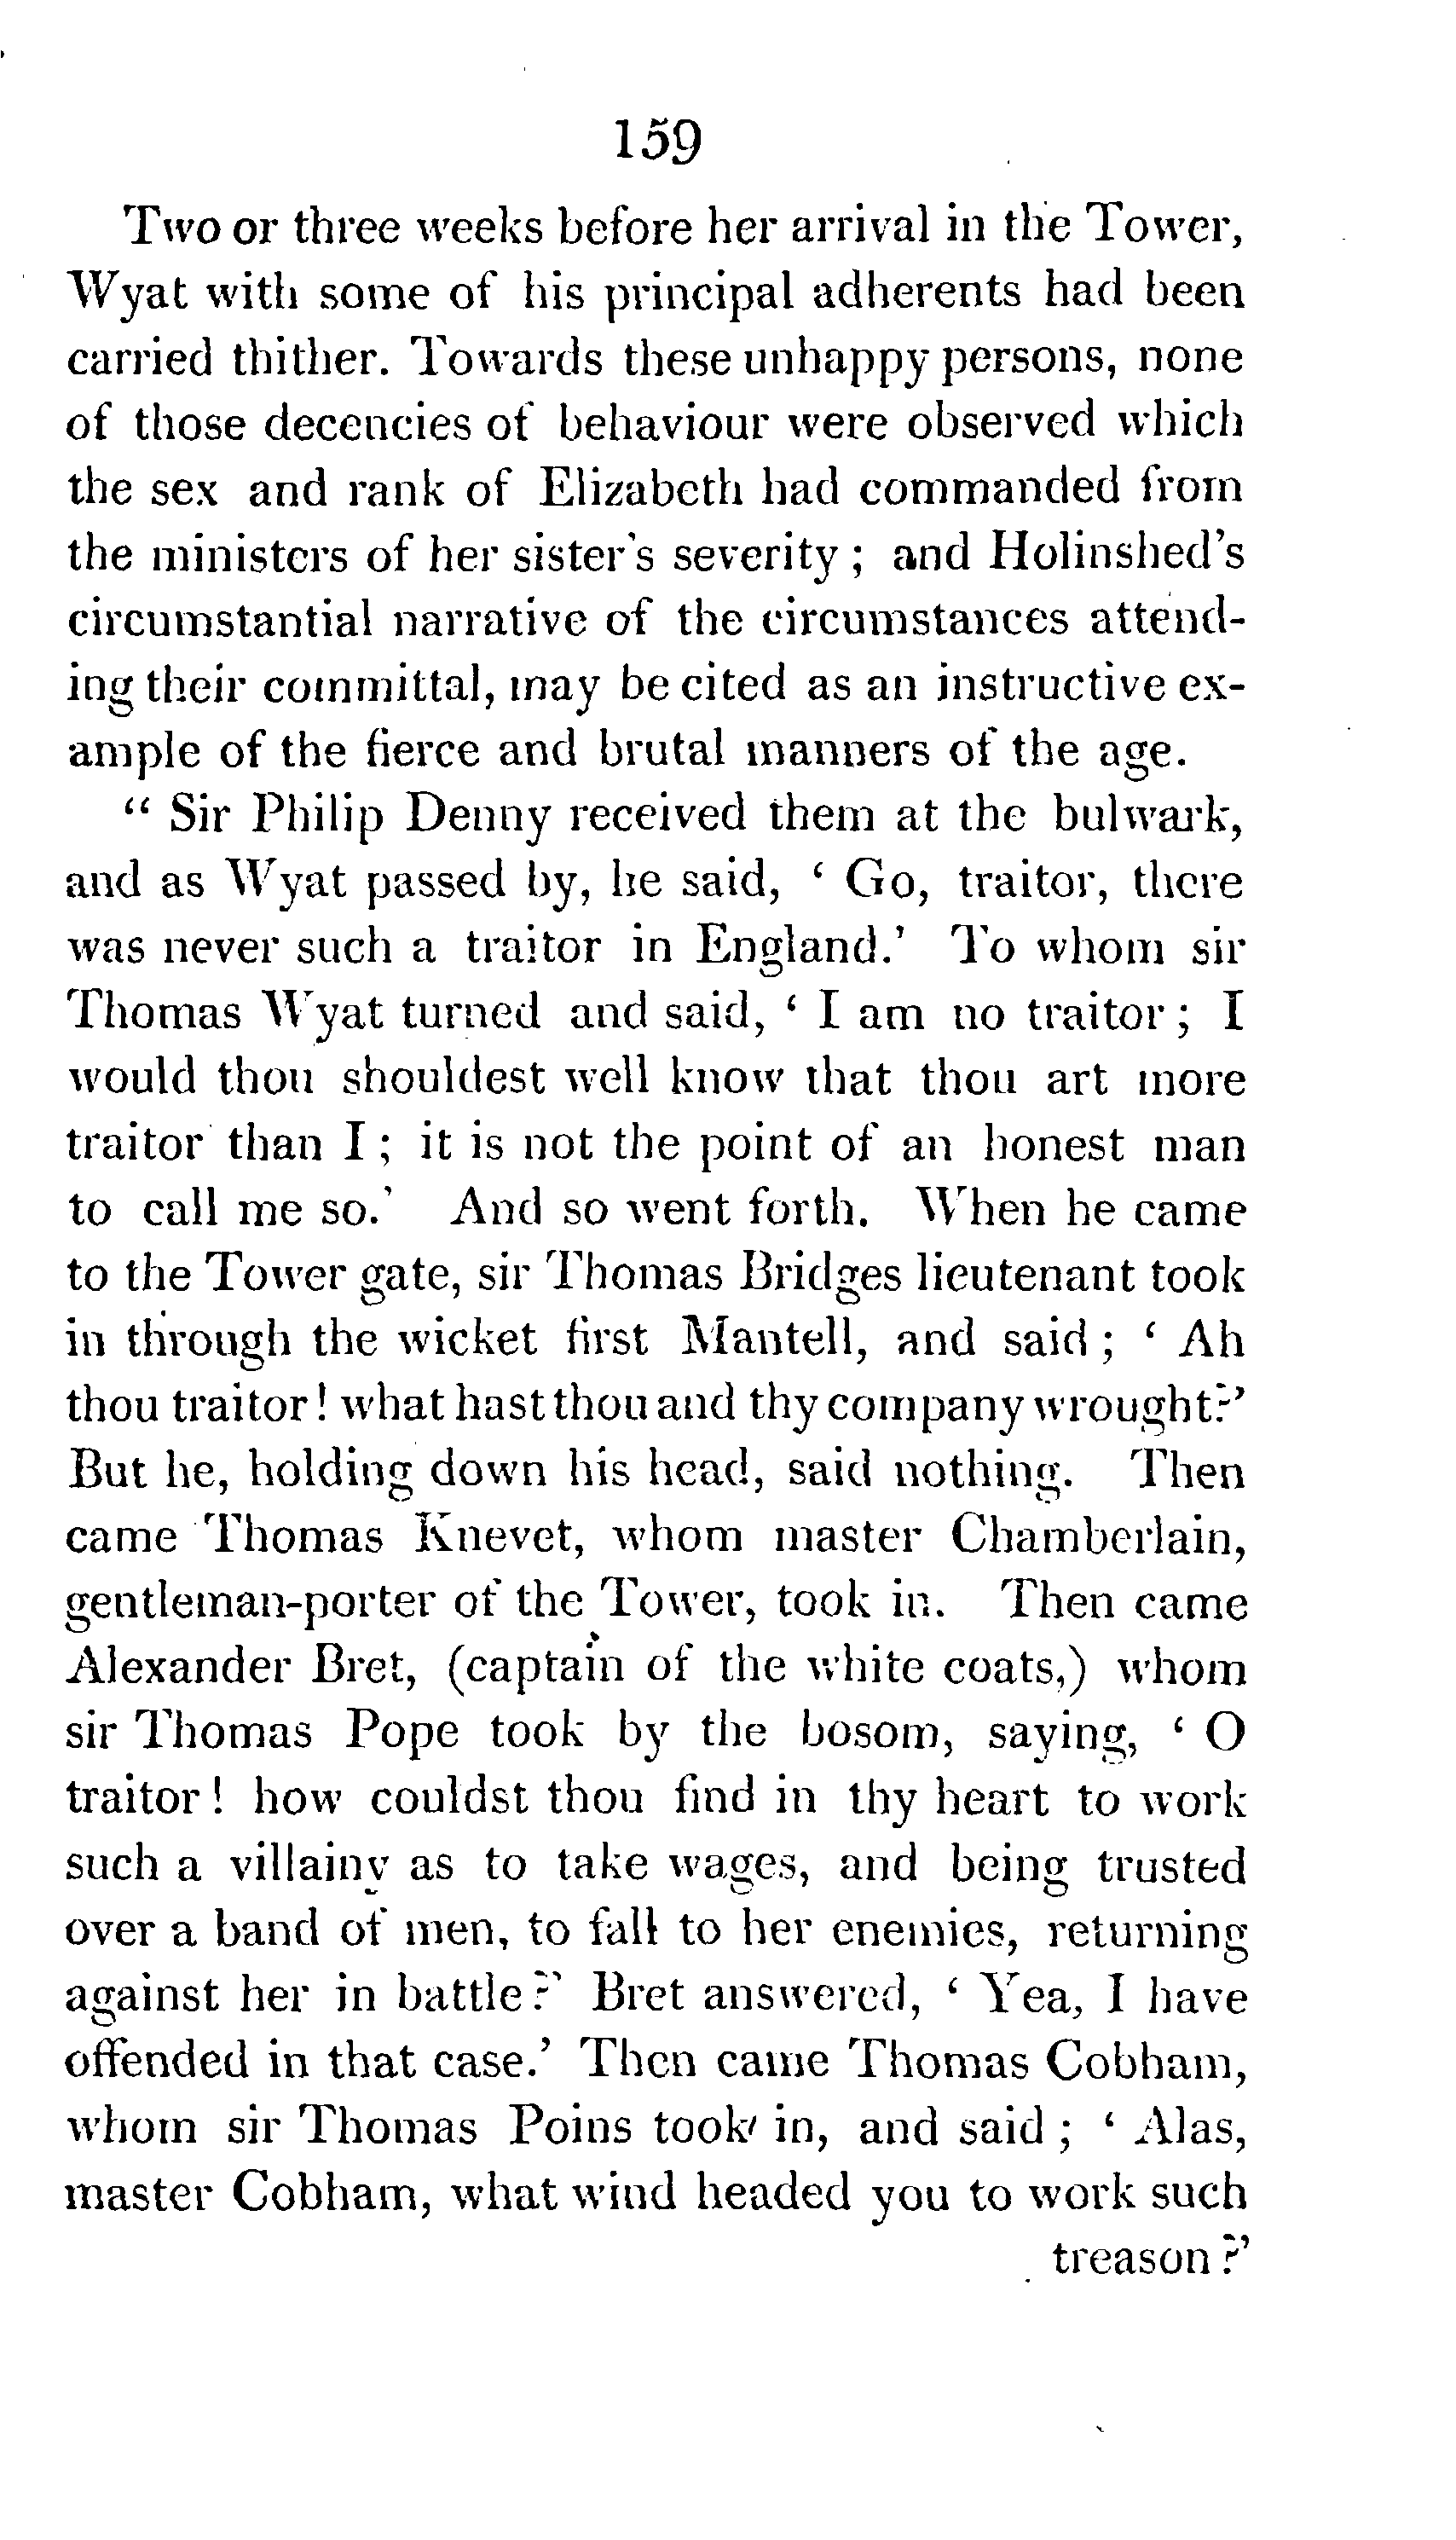 159
Two or three weeks before her arrival in the Tower,
Wyat with some of his principal adherents had been
carried thither. Towards these unhappy persons, none
of those decencies of behaviour were observed which
the sex and rank of Elizabeth had commanded from
the ministers of her sister's severity ; and Holinshed's
circumstantial narrative of the circumstances attend-
ing their committal, may be cited as an instructive ex-
ample of the fierce and brutal manners of the age.
“ Sir Philip Denny received them at the bulwark,
and as Wyat passed by, he said, ‘ Go, traitor, there
was never such a traitor in England.’ To whom sir
Thomas Wyat turned and said, ‘ I am no traitor ; I
would thou shouldest well know that thou art more
traitor than I ; it is not the point of an honest man
to call me so.’ And so went forth. When he came
to the Tower gate, sir Thomas Bridges lieutenant took
in through the wicket first Mantell, and said ; ‘ Ah
thou traitor ! what hast thou and thy company wrought?’
But he, holding down his head, said nothing. Then
came Thomas Knevet, whom master Chamberlain,
gentleman-porter of the Tower, took in. Then came
Alexander Bret, (captain of the white coats,) whom
sir Thomas Pope took by the bosom, saying, ‘ O
traitor ! how couldst thou find in thy heart to work
such a villainy as to take wages, and being trusted
over a band of men, to fall to her enemies, returning
against her in battle ?’ Bret answered, ‘ Yea, I have
offended in that case.’ Then came Thomas Cobham,
whom sir Thomas Poins took in, and said ; ‘ Alas,
master Cobham, what wind headed you to work such
treason ?’